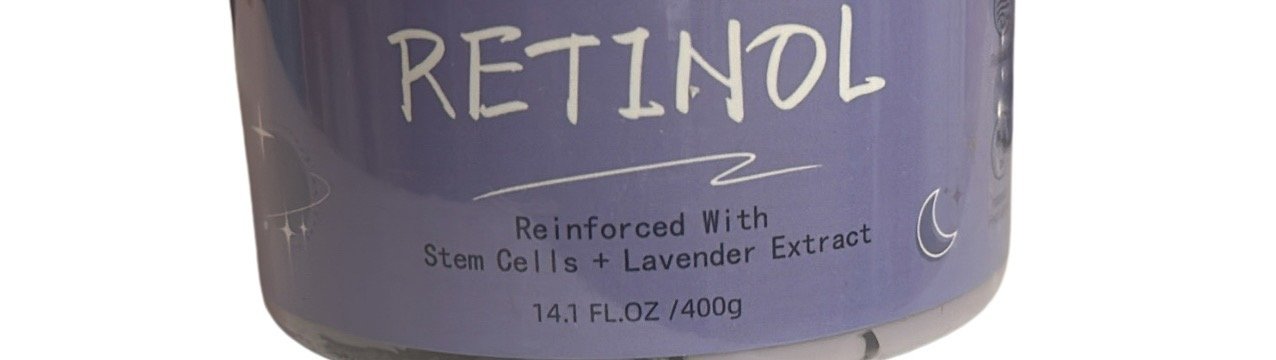 RETINOL
Reinforced With
Stem Cells + Lavender Extract
14.1 FL.OZ /400g